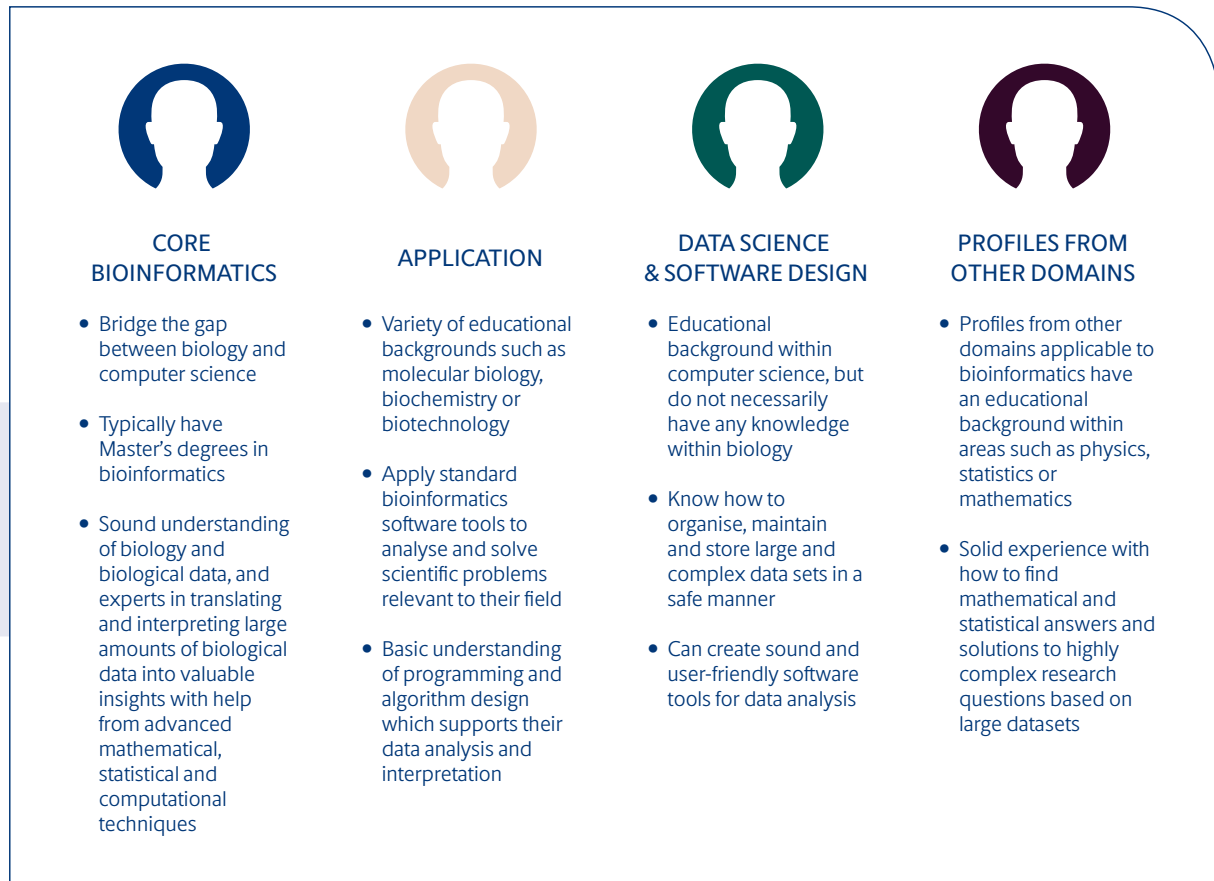 CORE
BIOINFORMATICS
• Bridge the gap
between biology and
computer science
• Typically have
Master’s degrees in
bioinformatics
• Sound understanding
of biology and
biological data, and
experts in translating
and interpreting large
amounts of biological
data into valuable
insights with help
from advanced
mathematical,
statistical and
computational
techniques
APPLICATION
• Variety of educational
backgrounds such as
molecular biology,
biochemistry or
biotechnology
• Apply standard
bioinformatics
software tools to
analyse and solve
scientific problems
relevant to their field
• Basic understanding
of programming and
algorithm design
which supports their
data analysis and
interpretation
DATA SCIENCE
& SOFTWARE DESIGN
• Educational
background within
computer science, but
do not necessarily
have any knowledge
within biology
• Know how to
organise, maintain
and store large and
complex data sets in a
safe manner
• Can create sound and
user-friendly software
tools for data analysis
PROFILES FROM
OTHER DOMAINS
• Profiles from other
domains applicable to
bioinformatics have
an educational
background within
areas such as physics,
statistics or
mathematics
• Solid experience with
how to find
mathematical and
statistical answers and
solutions to highly
complex research
questions based on
large datasets